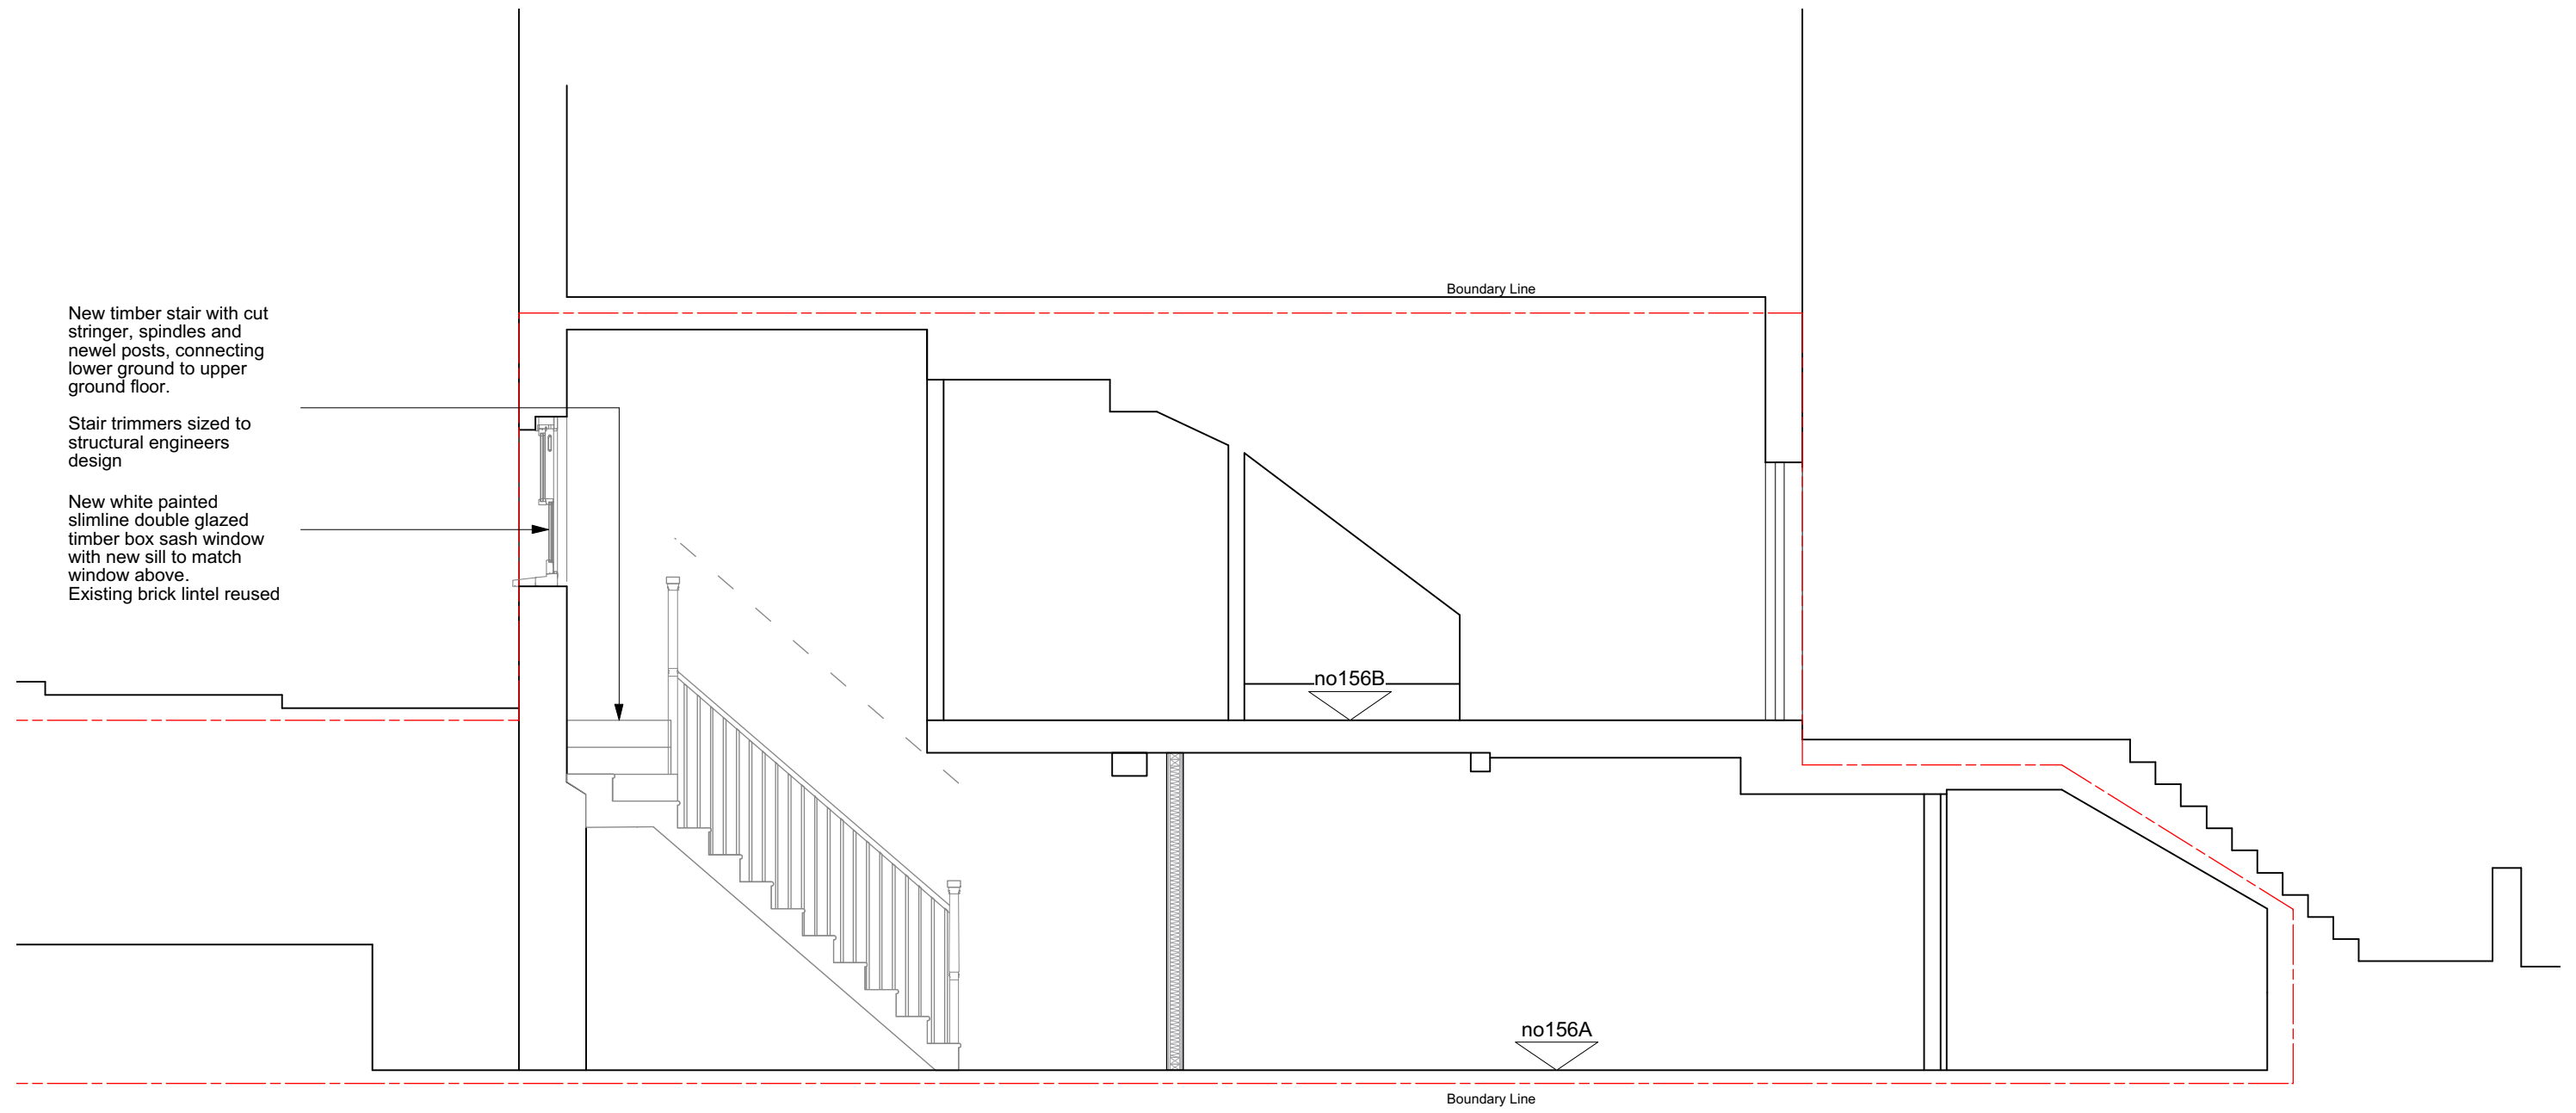 Boundary Line
New timber stair with cut
stringer, spindles and
newel posts, connecting
lower ground to upper
ground floor.
Stair trimmers sized to
structural engineers
design
New white painted
slimline double glazed
timber box sash window
with new sill to match
window above.
Existing brick lintel reused
no156B
no156A
Boundary Line